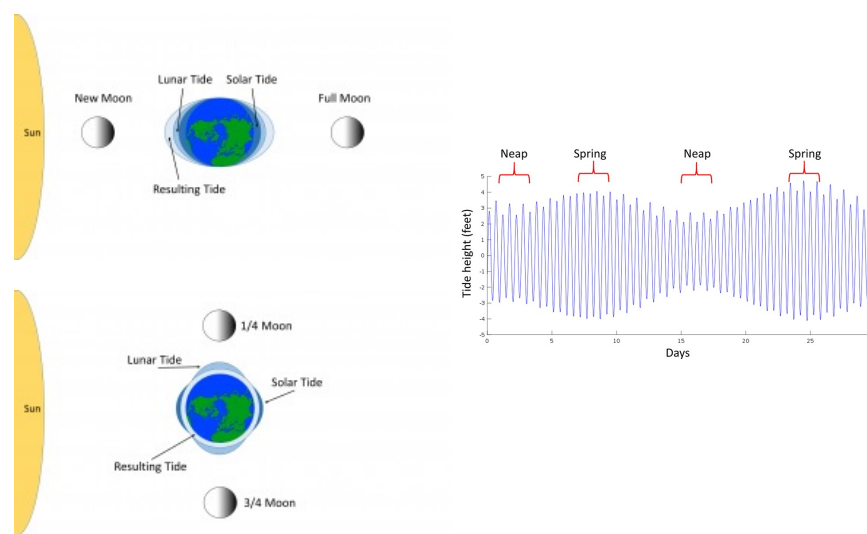 Lunar Tide Solar Tide
New Moon
Full Moon
Sun
Resulting Tide
1/4 Moon
Lunar Tide
Solar Tide
Sun
Resulting Tide
3/4 Moon
Neap Spring Neap Spring
Tide height (feet)
5
4
3
2
1
0
-1
-2
-3
-4
-5
0 5 10 15 20 25
Days